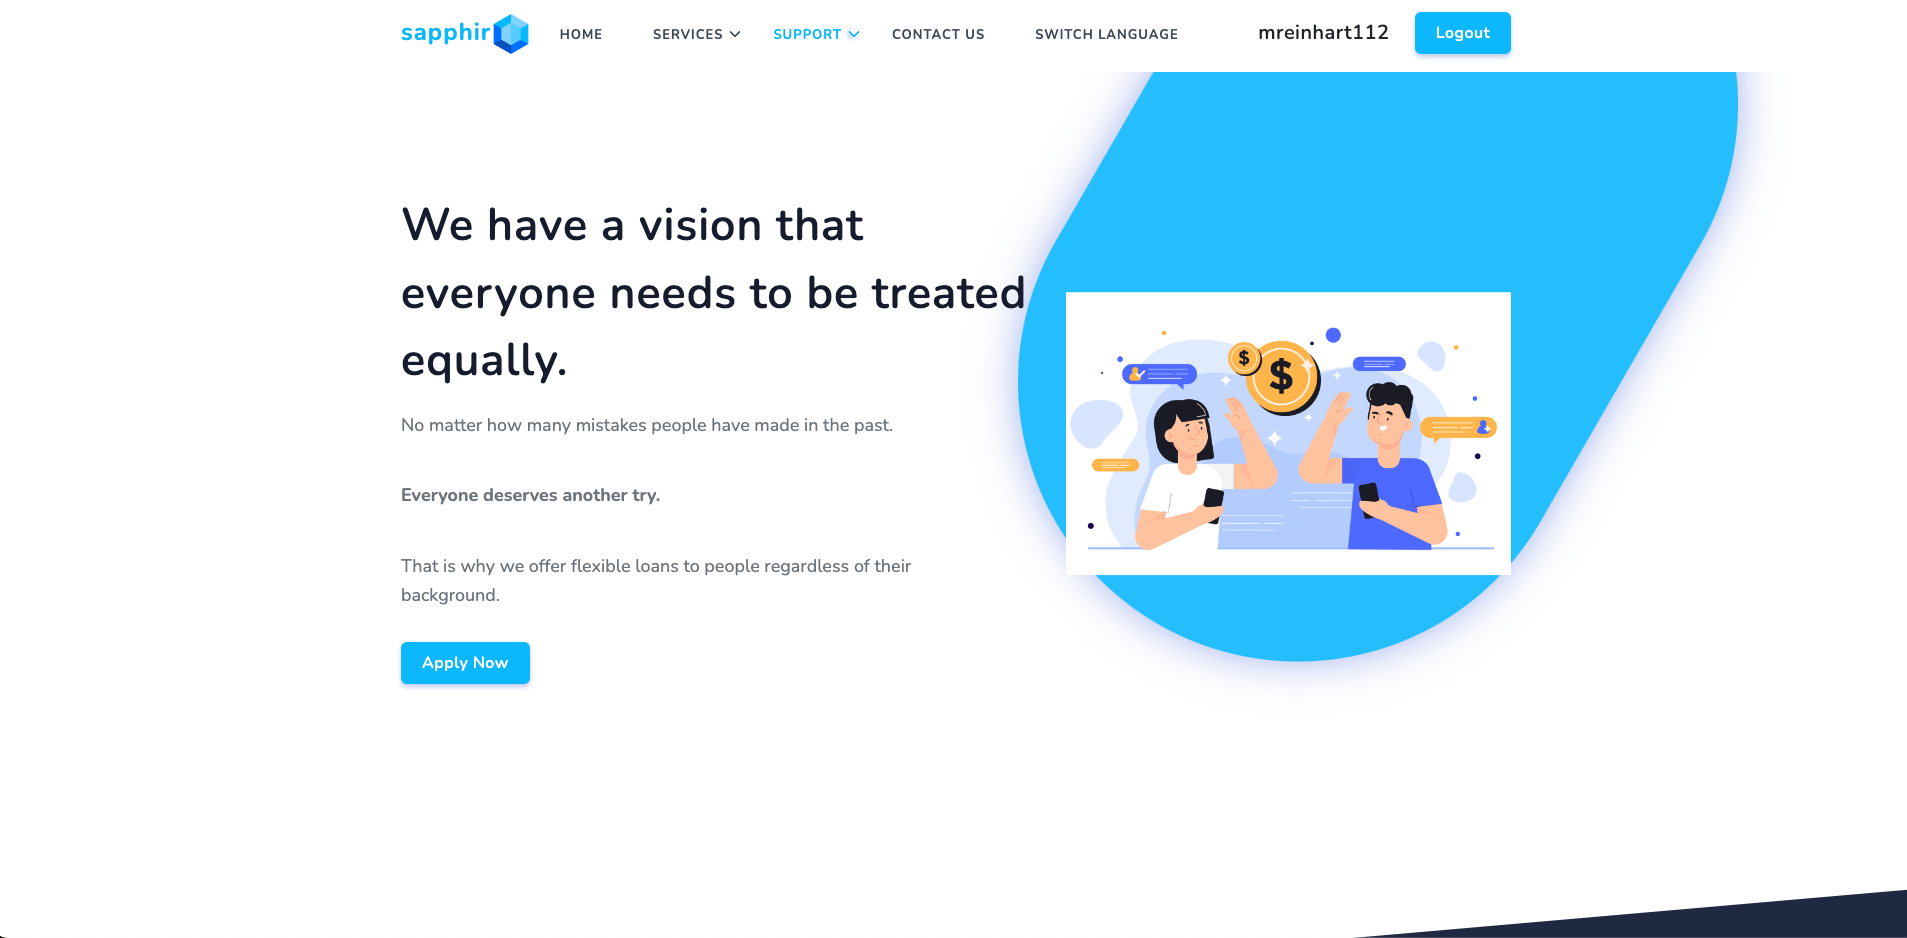 sapphir
HOME
SERVICES
SUPPORT
CONTACT US
SWITCH LANGUAGE
mreinhart112
Logout
We have a vision that
everyone needs to be treated
equally.
No matter how many mistakes people have made in the past.
Everyone deserves another try.
That is why we offer flexible loans to people regardless of their
background.
Apply Now
$
$